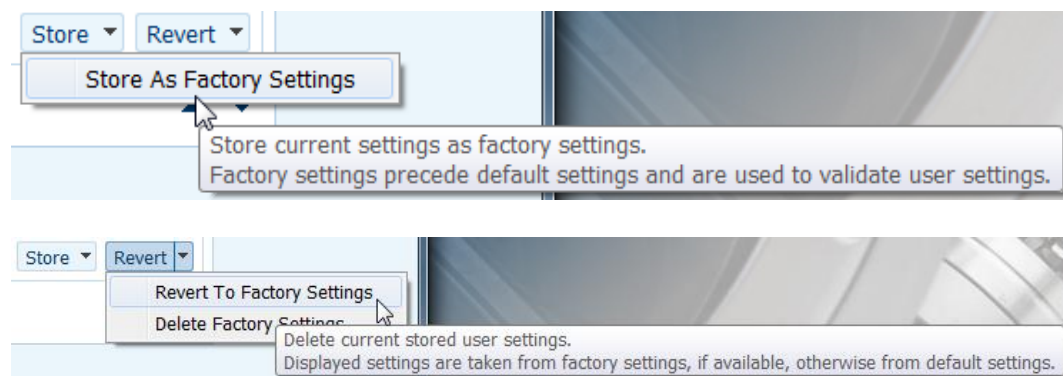 Store Revert
Store As Factory Settings
Store current settings as factory settings.
Factory settings precede default settings and are used to validate user settings.
Store Revert
Revert To Factory Settings
Delete Factory Settings
Delete current stored user settings.
Displayed settings are taken from factory settings, if available, otherwise from default settings.